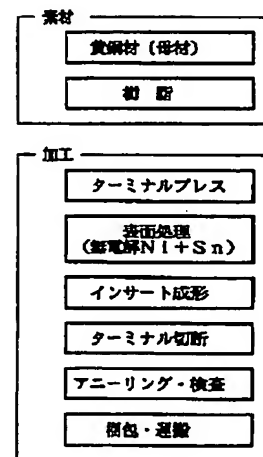 素材
黄銅材（母材）
樹 脂
加工
ターミナルプレス
表面処理
（無電解Ｎｉ＋Ｓｎ）
インサート成形
ターミナル切断
アニーリング・検査
梱包・運搬